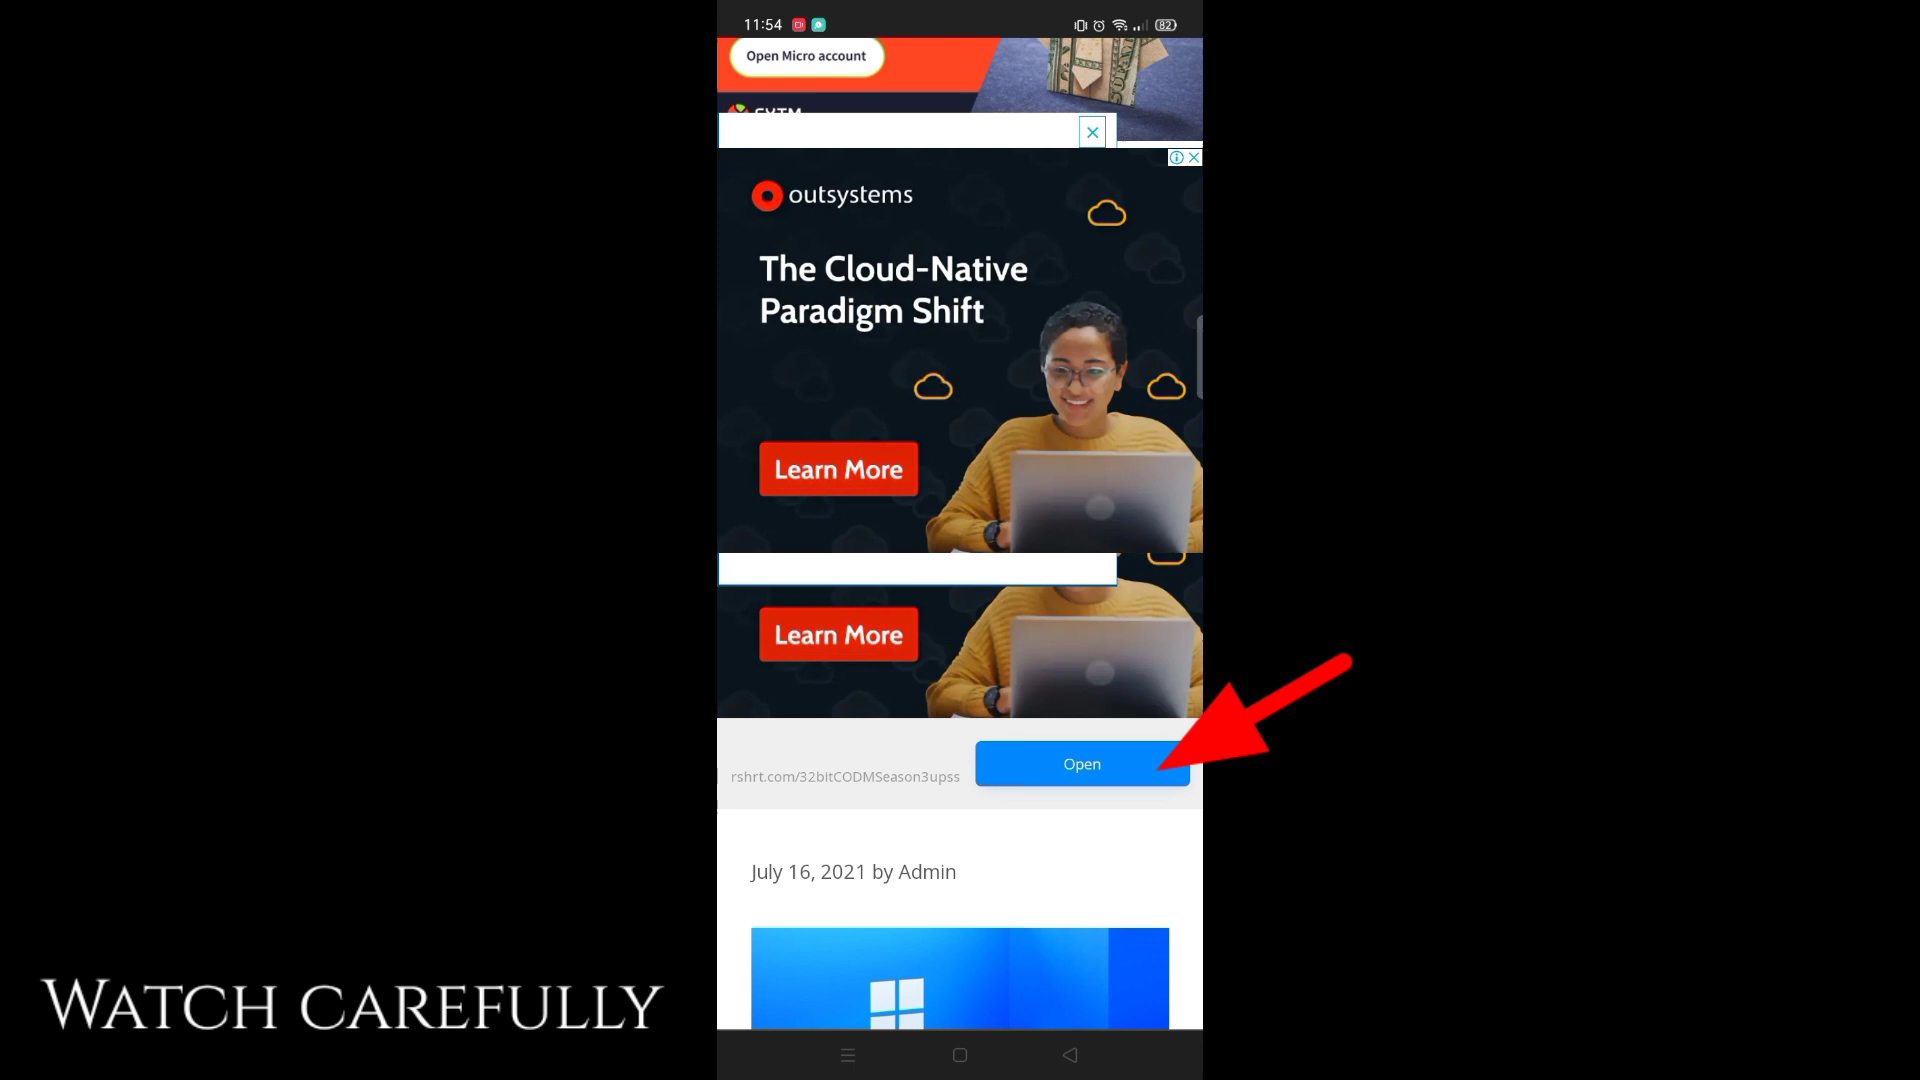 11:54
82
Open Micro account
outsystems
The Cloud-Native
Paradigm Shift
Learn More
Learn More
rshrt.com/32bitCODMSeason3upss
Open
July 16, 2021 by Admin
WATCH CAREFULLY